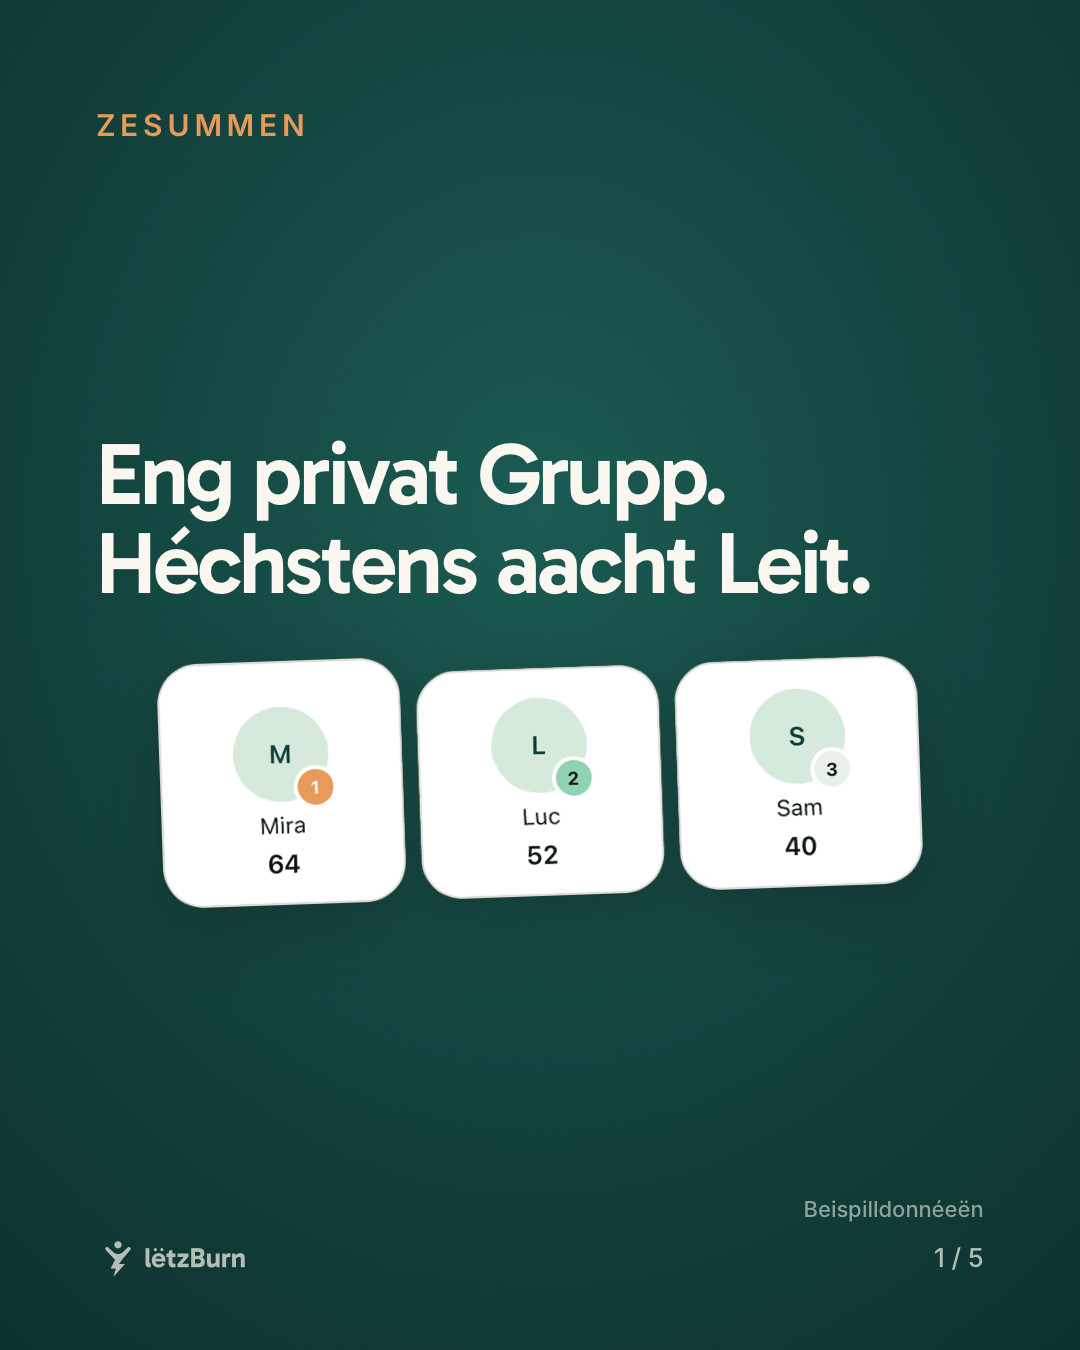 ZESUMMEN
Eng privat Grupp.
Héchstens aacht Leit.
M
1
Mira
64
L
2
Luc
52
S
3
Sam
40
Beispilldonnéeën
lëtzBurn
1 / 5